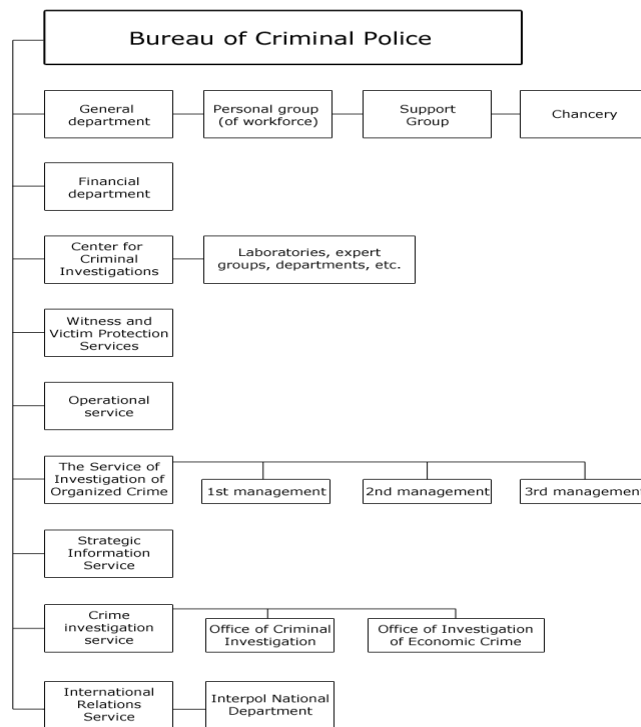 Bureau of Criminal Police
General
department
Personal group
(of workforce)
Support
Group
Chancery
Financial
department
Center for
Criminal
Investigations
Laboratories, expert
groups, departments, etc.
Witness and
Victim Protection
Services
Operational
service
The Service of
Investigation of
Organized Crime
1st management
2nd management
3rd management
Strategic
Information
Service
Crime
investigation
service
Office of Criminal
Investigation
Office of Investigation
of Economic Crime
International
Relations
Service
Interpol National
Department